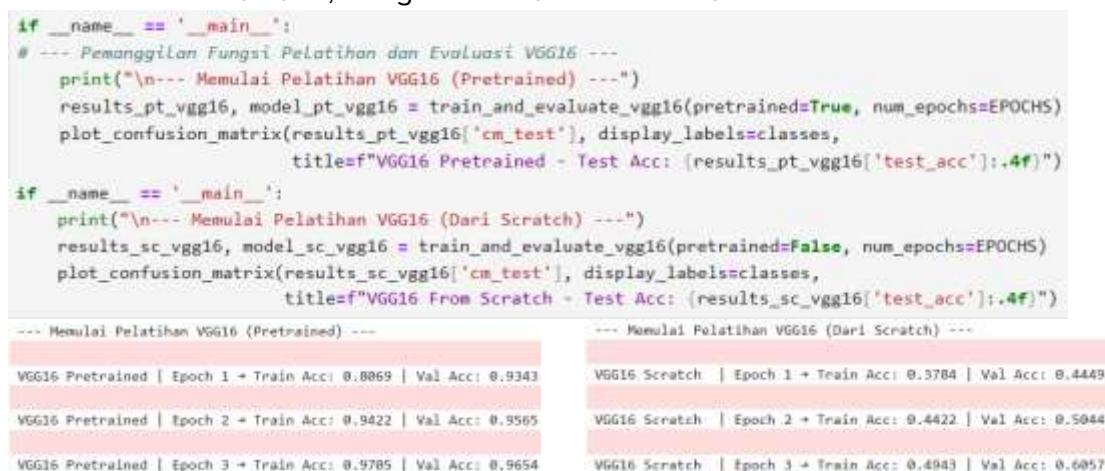 if __name__ == '__main__':
# --- Pemanggilan Fungsi Pelatihan dan Evaluasi VGG16 ---
print("\n--- Memulai Pelatihan VGG16 (Pretrained) ---")
results_pt_vgg16, model_pt_vgg16 = train_and_evaluate_vgg16(pretrained=True, num_epochs=EPOCHS)
plot_confusion_matrix(results_pt_vgg16['cm_test'], display_labels=classes,
title=f"VGG16 Pretrained - Test Acc: {results_pt_vgg16['test_acc']:.4f}")
if __name__ == '__main__':
print("\n--- Memulai Pelatihan VGG16 (Dari Scratch) ---")
results_sc_vgg16, model_sc_vgg16 = train_and_evaluate_vgg16(pretrained=False, num_epochs=EPOCHS)
plot_confusion_matrix(results_sc_vgg16['cm_test'], display_labels=classes,
title=f"VGG16 From Scratch - Test Acc: {results_sc_vgg16['test_acc']:.4f}")
--- Memulai Pelatihan VGG16 (Pretrained) ---
VGG16 Pretrained | Epoch 1 → Train Acc: 0.8069 | Val Acc: 0.9343
VGG16 Pretrained | Epoch 2 → Train Acc: 0.9422 | Val Acc: 0.9565
VGG16 Pretrained | Epoch 3 → Train Acc: 0.9705 | Val Acc: 0.9654
--- Memulai Pelatihan VGG16 (Dari Scratch) ---
VGG16 Scratch | Epoch 1 → Train Acc: 0.3784 | Val Acc: 0.4449
VGG16 Scratch | Epoch 2 → Train Acc: 0.4422 | Val Acc: 0.5044
VGG16 Scratch | Epoch 3 → Train Acc: 0.4943 | Val Acc: 0.6057